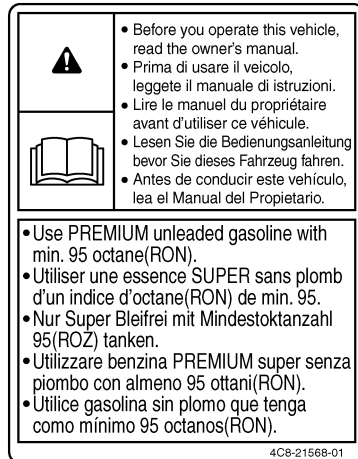 • Before you operate this vehicle,
read the owner's manual.
• Prima di usare il veicolo,
leggete il manuale di istruzioni.
• Lire le manuel du propriétaire
avant d'utiliser ce véhicule.
• Lesen Sie die Bedienungsanleitung
bevor Sie dieses Fahrzeug fahren.
• Antes de conducir este vehículo,
lea el Manual del Propietario.
• Use PREMIUM unleaded gasoline with
min. 95 octane(RON).
• Utiliser une essence SUPER sans plomb
d'un indice d'octane(RON) de min. 95.
• Nur Super Bleifrei mit Mindestoktanzahl
95(ROZ) tanken.
• Utilizzare benzina PREMIUM super senza
piombo con almeno 95 ottani(RON).
• Utilice gasolina sin plomo que tenga
como mínimo 95 octanos(RON).
4C8-21568-01